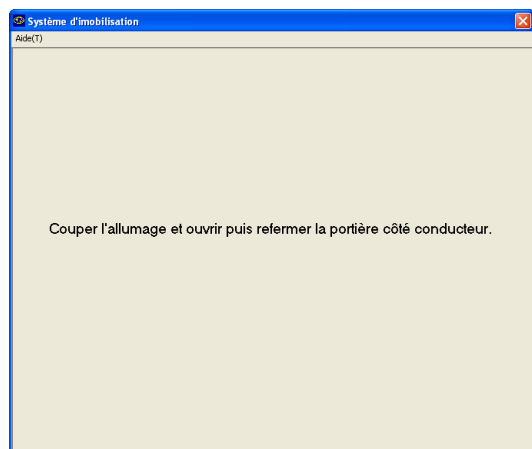 Système d'imobilisation
Aide(T)
Couper l'allumage et ouvrir puis refermer la portière côté conducteur.